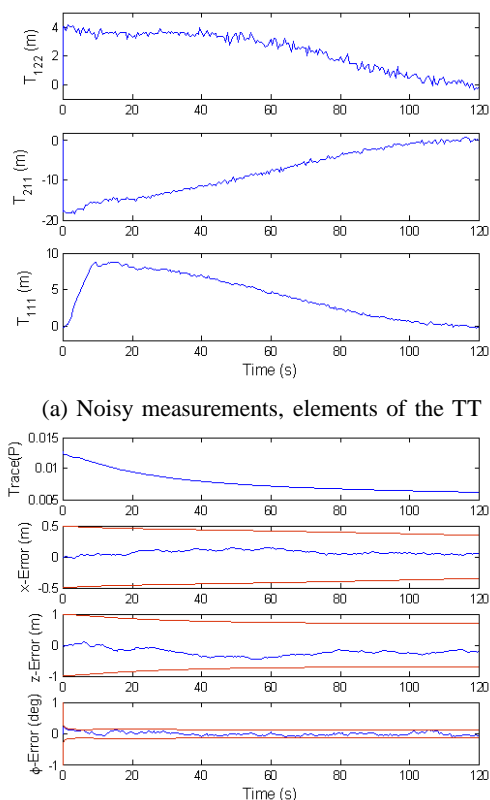 4
2
0
T122 (m)
0 20 40 60 80 100 120
0
-10
-20
T211 (m)
0 20 40 60 80 100 120
10
5
0
T111 (m)
0 20 40 60 80 100 120
Time (s)
(a) Noisy measurements, elements of the TT
0.015
0.01
0.005
Trace(P)
0 20 40 60 80 100 120
0.5
0
-0.5
x-Error (m)
0 20 40 60 80 100 120
1
0
-1
z-Error (m)
0 20 40 60 80 100 120
1
0
-1
ϕ-Error (deg)
0 20 40 60 80 100 120